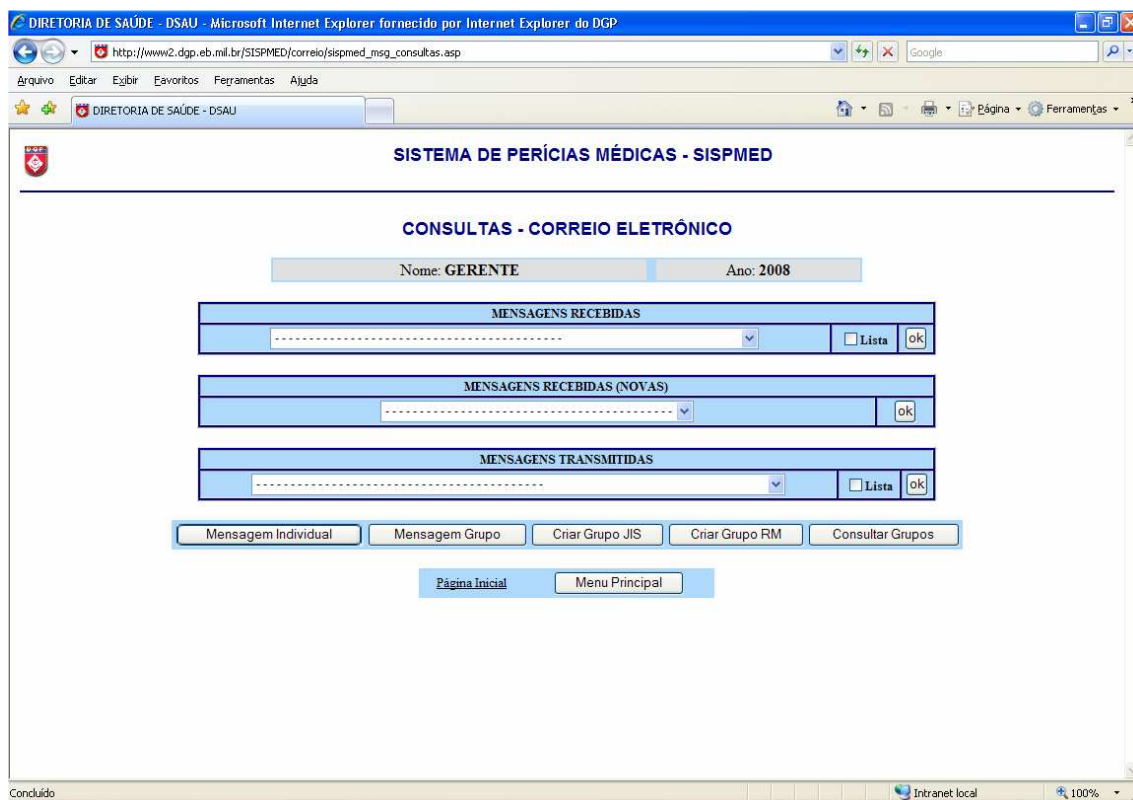 DIRETORIA DE SAÚDE - DSAU - Microsoft Internet Explorer fornecido por Internet Explorer do DGP
http://www2.dgp.eb.mil.br/SISPMED/correio/sispmed_msg_consultas.asp
Google
Arquivo Editar Exibir Favoritos Ferramentas Ajuda
DIRETORIA DE SAÚDE - DSAU
Página Ferramentas
SISTEMA DE PERÍCIAS MÉDICAS - SISPMED
CONSULTAS - CORREIO ELETRÔNICO
Nome: GERENTE Ano: 2008
MENSAGENS RECEBIDAS
Lista ok
MENSAGENS RECEBIDAS (NOVAS)
ok
MENSAGENS TRANSMITIDAS
Lista ok
Mensagem Individual Mensagem Grupo Criar Grupo JIS Criar Grupo RM Consultar Grupos
Página Inicial Menu Principal
Concluído Intranet local 100%